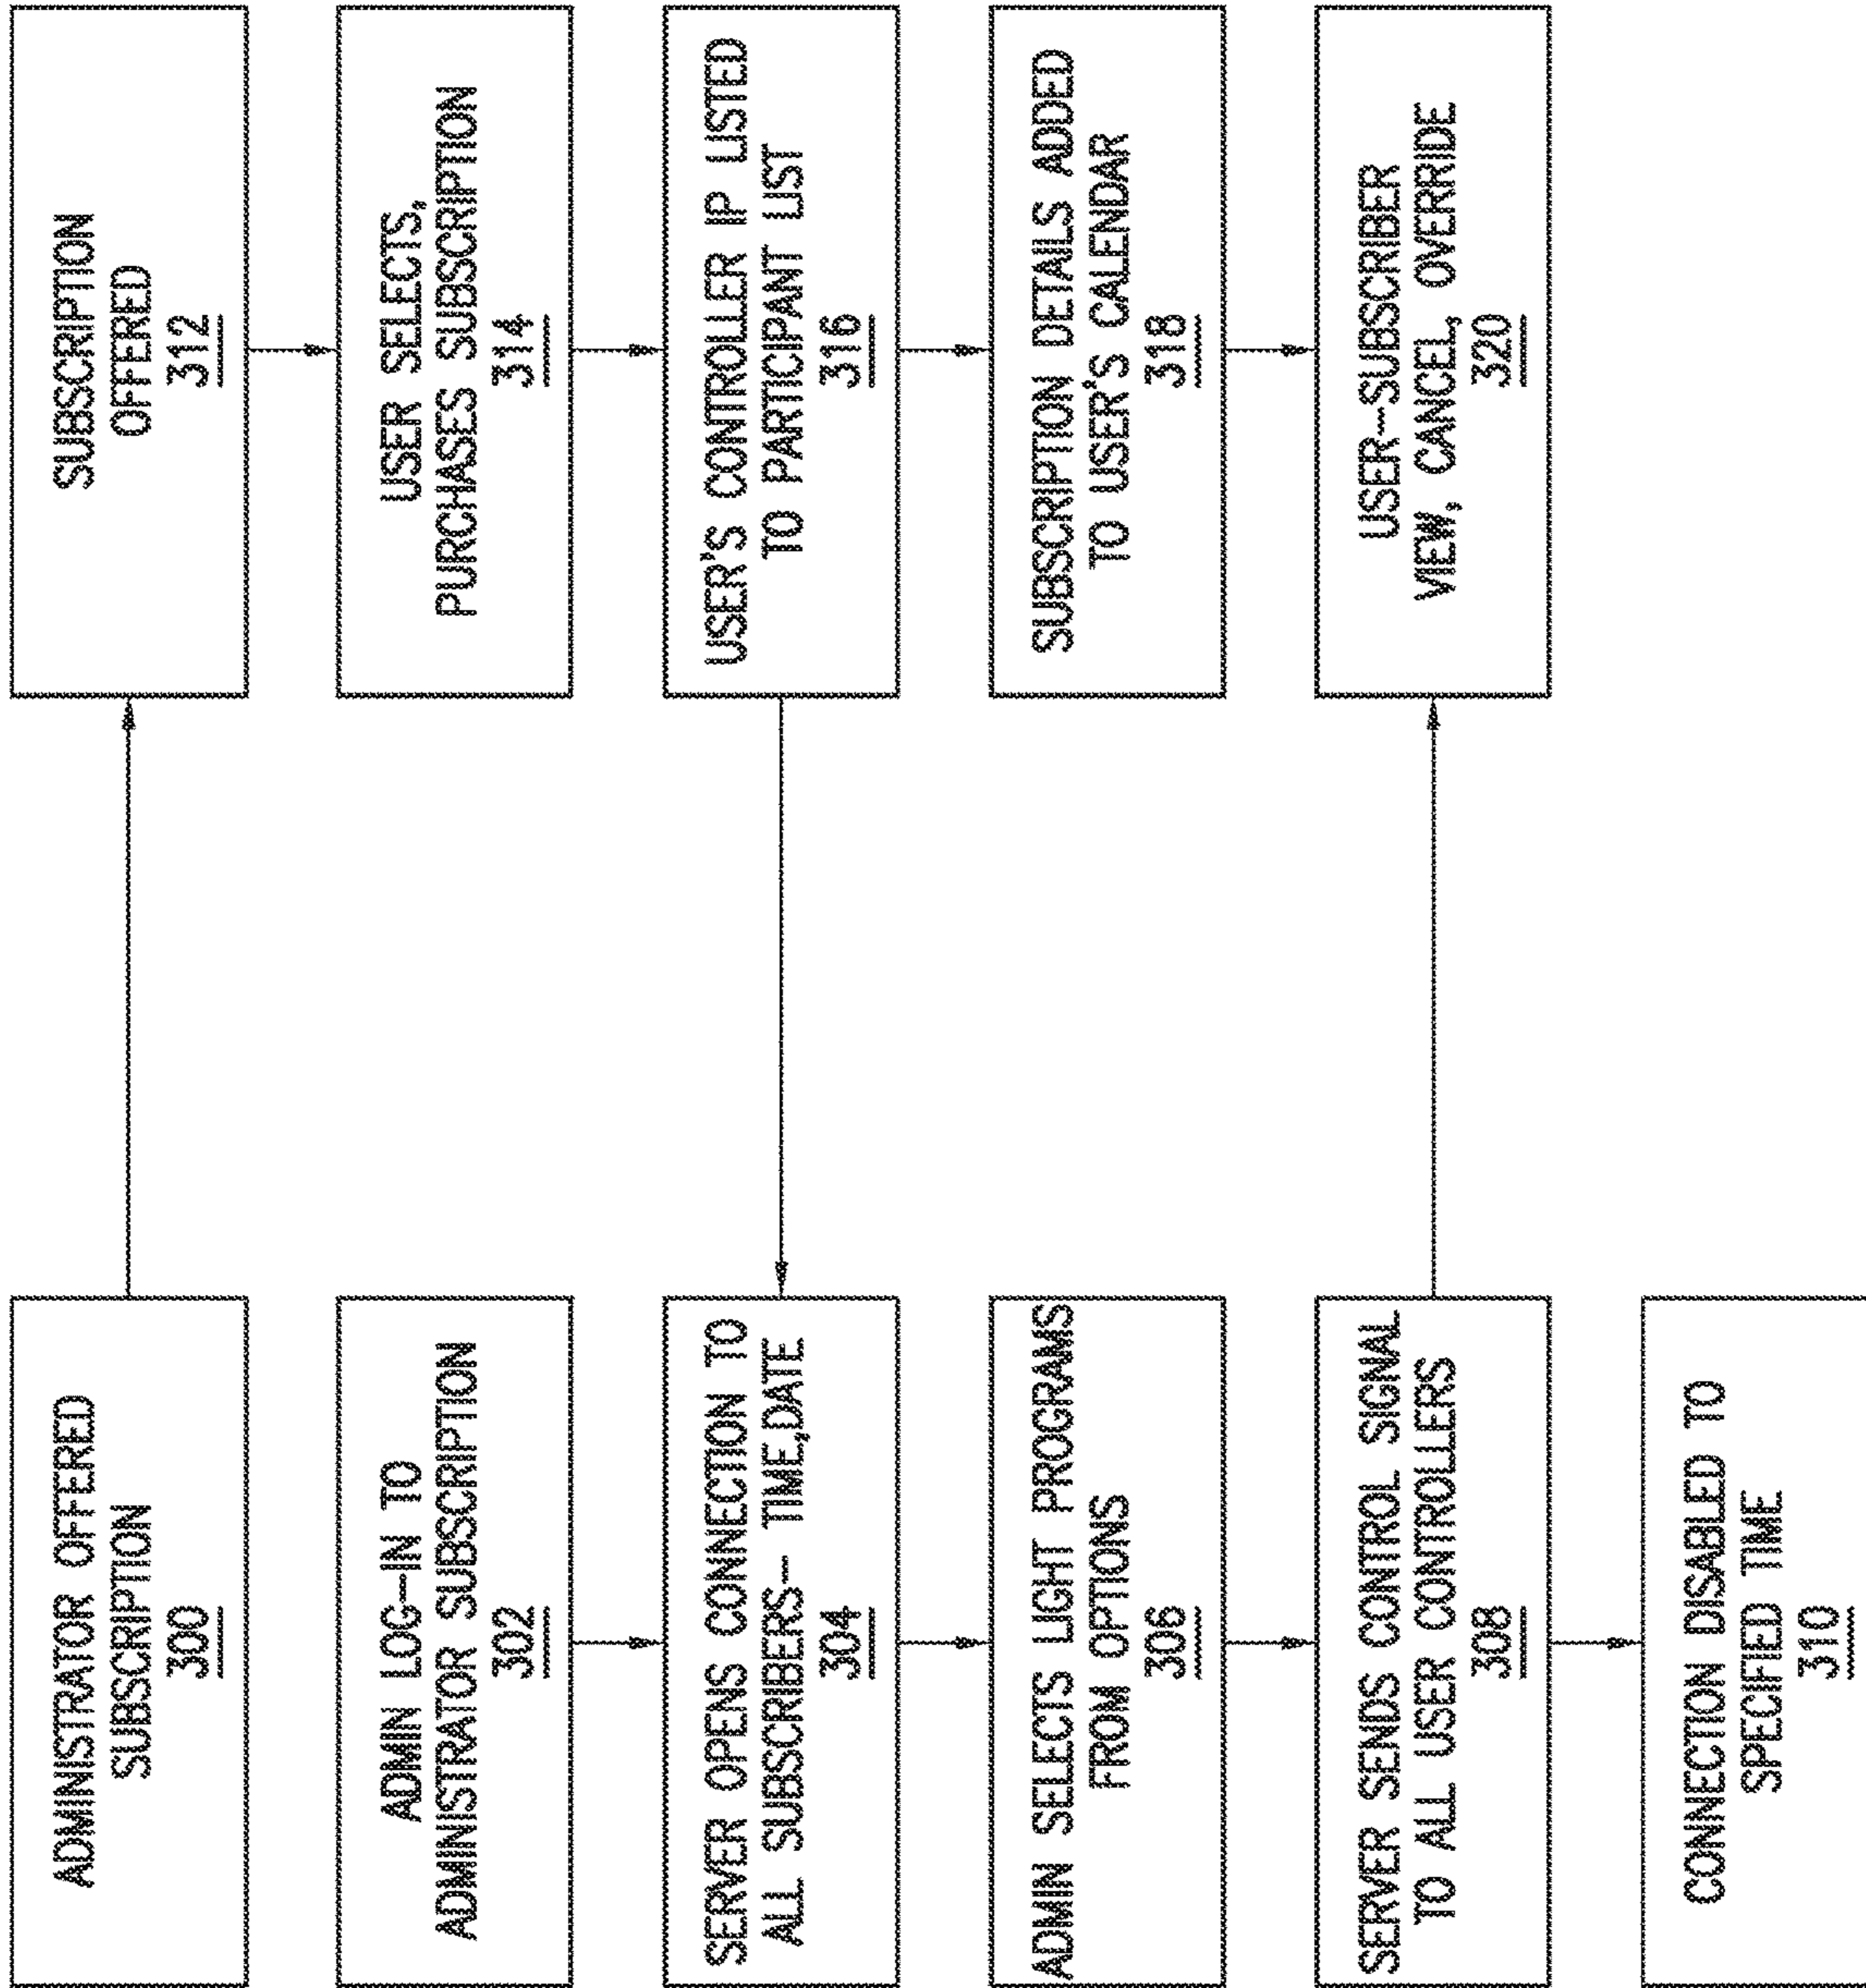 ADMINISTRATOR OFFERED
SUBSCRIPTION
300
ADMIN LOG-IN TO
ADMINISTRATOR SUBSCRIPTION
302
SERVER OPENS CONNECTION TO
ALL SUBSCRIBERS- TIME,DATE
304
ADMIN SELECTS LIGHT PROGRAMS
FROM OPTIONS
306
SERVER SENDS CONTROL SIGNAL
TO ALL USER CONTROLLERS
308
CONNECTION DISABLED TO
SPECIFIED TIME
310
SUBSCRIPTION
OFFERED
312
USER SELECTS,
PURCHASES SUBSCRIPTION
314
USER'S CONTROLLER IP LISTED
TO PARTICIPANT LIST
316
SUBSCRIPTION DETAILS ADDED
TO USER'S CALENDAR
318
USER-SUBSCRIBER
VIEW, CANCEL, OVERRIDE
320